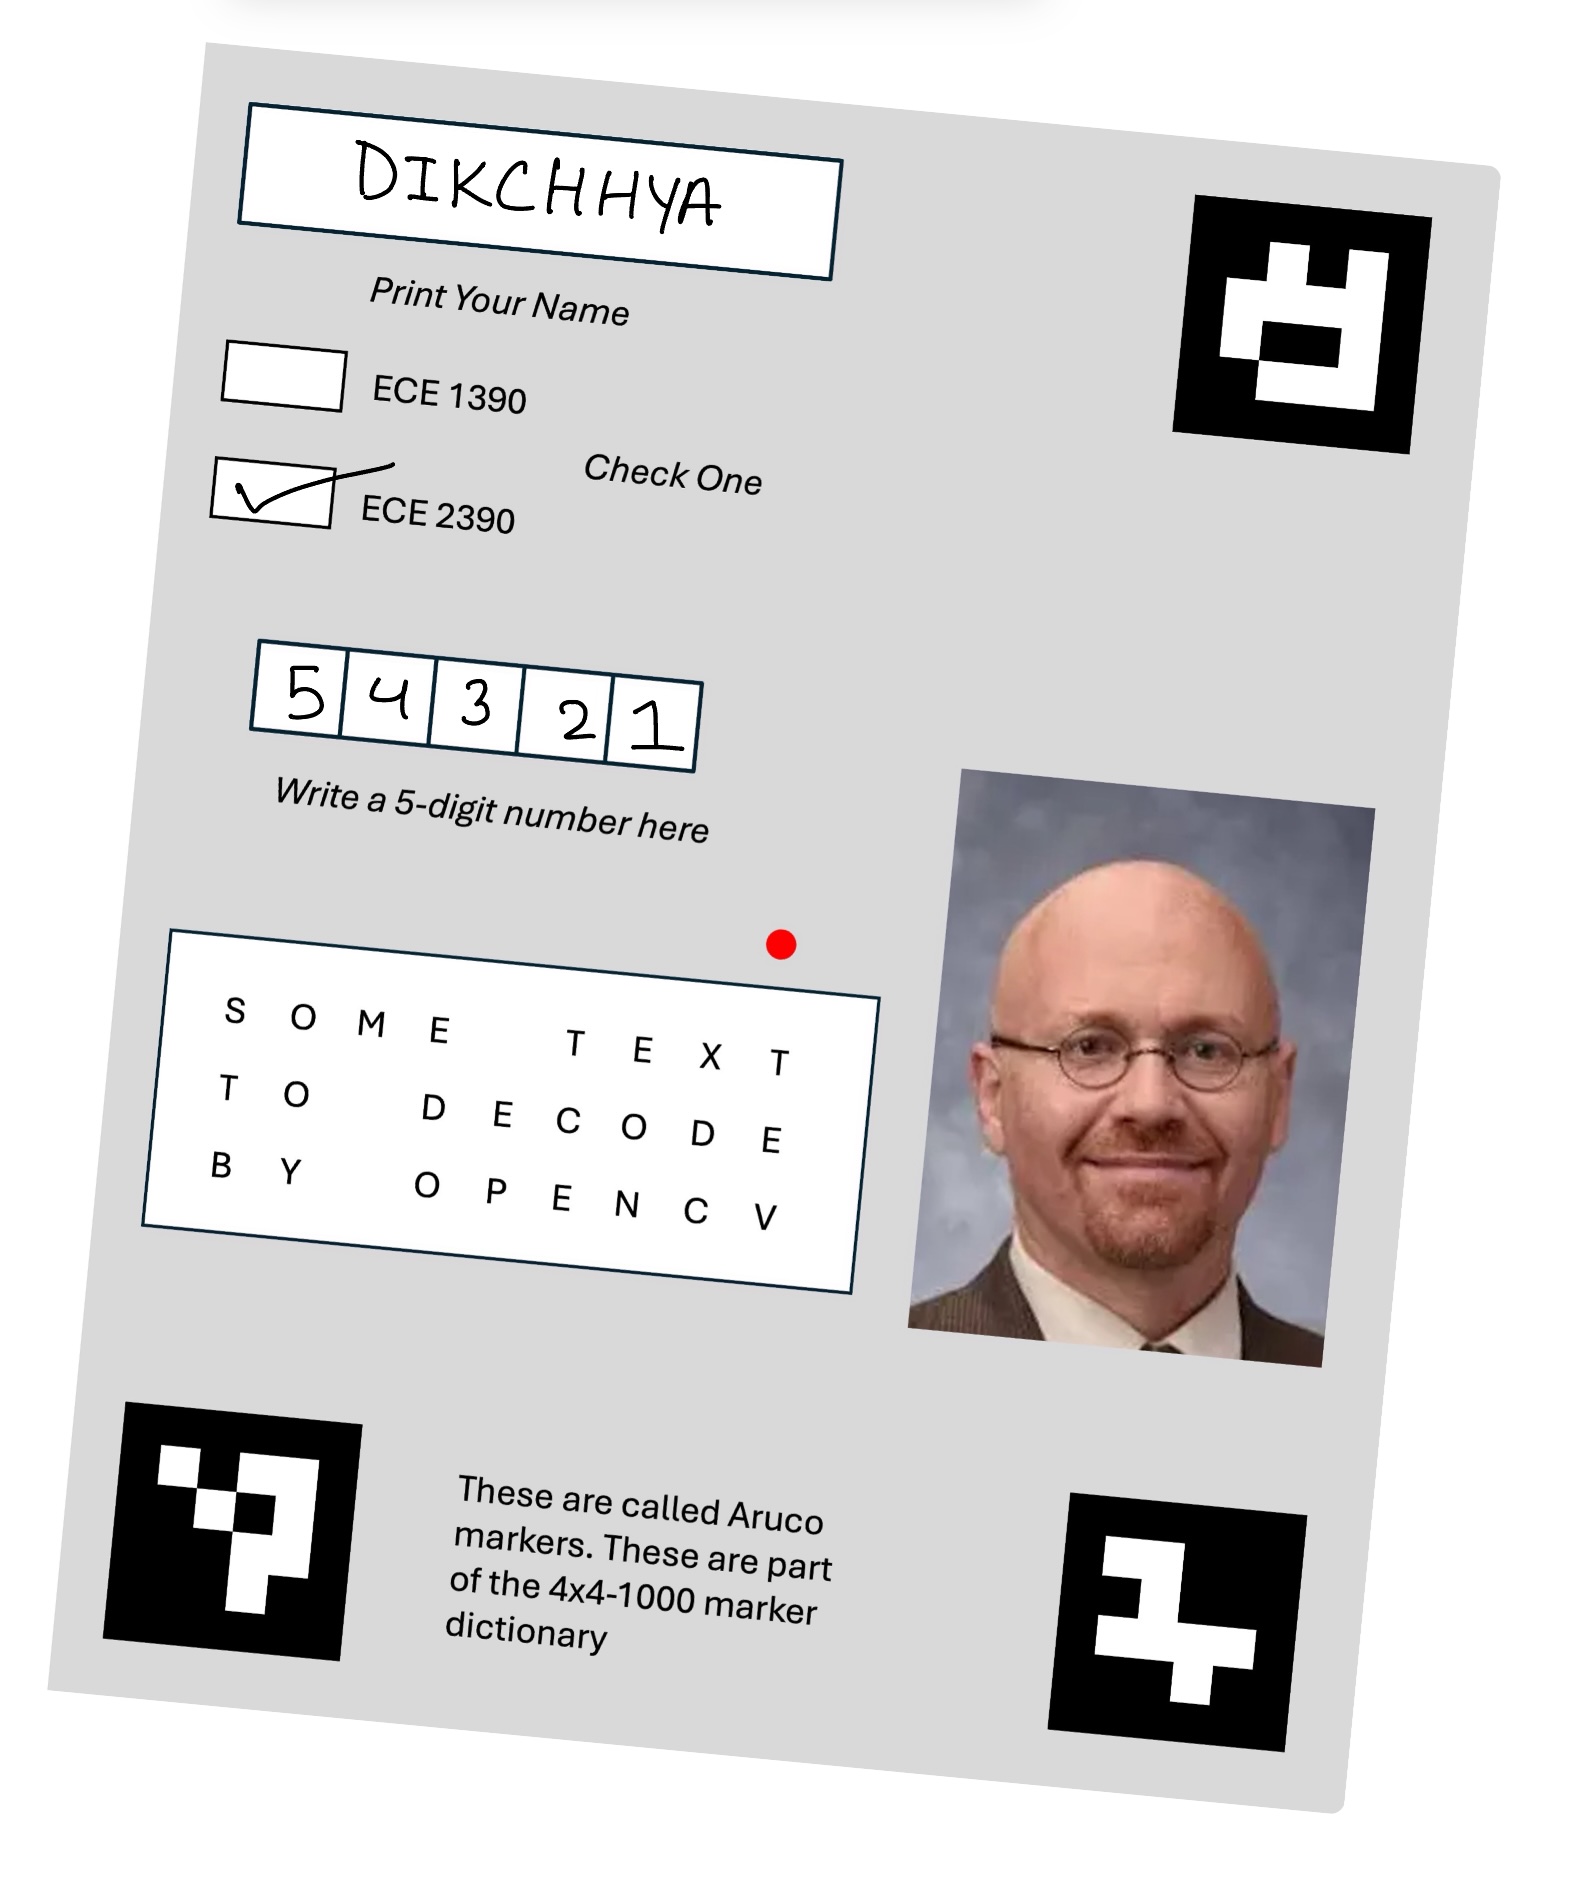 DIKCHHYA
Print Your Name
ECE 1390
Check One
ECE 2390
5 4 3 2 1
Write a 5-digit number here
S O M E T E X T
T O D E C O D E
B Y O P E N C V
These are called Aruco
markers. These are part
of the 4x4-1000 marker
dictionary